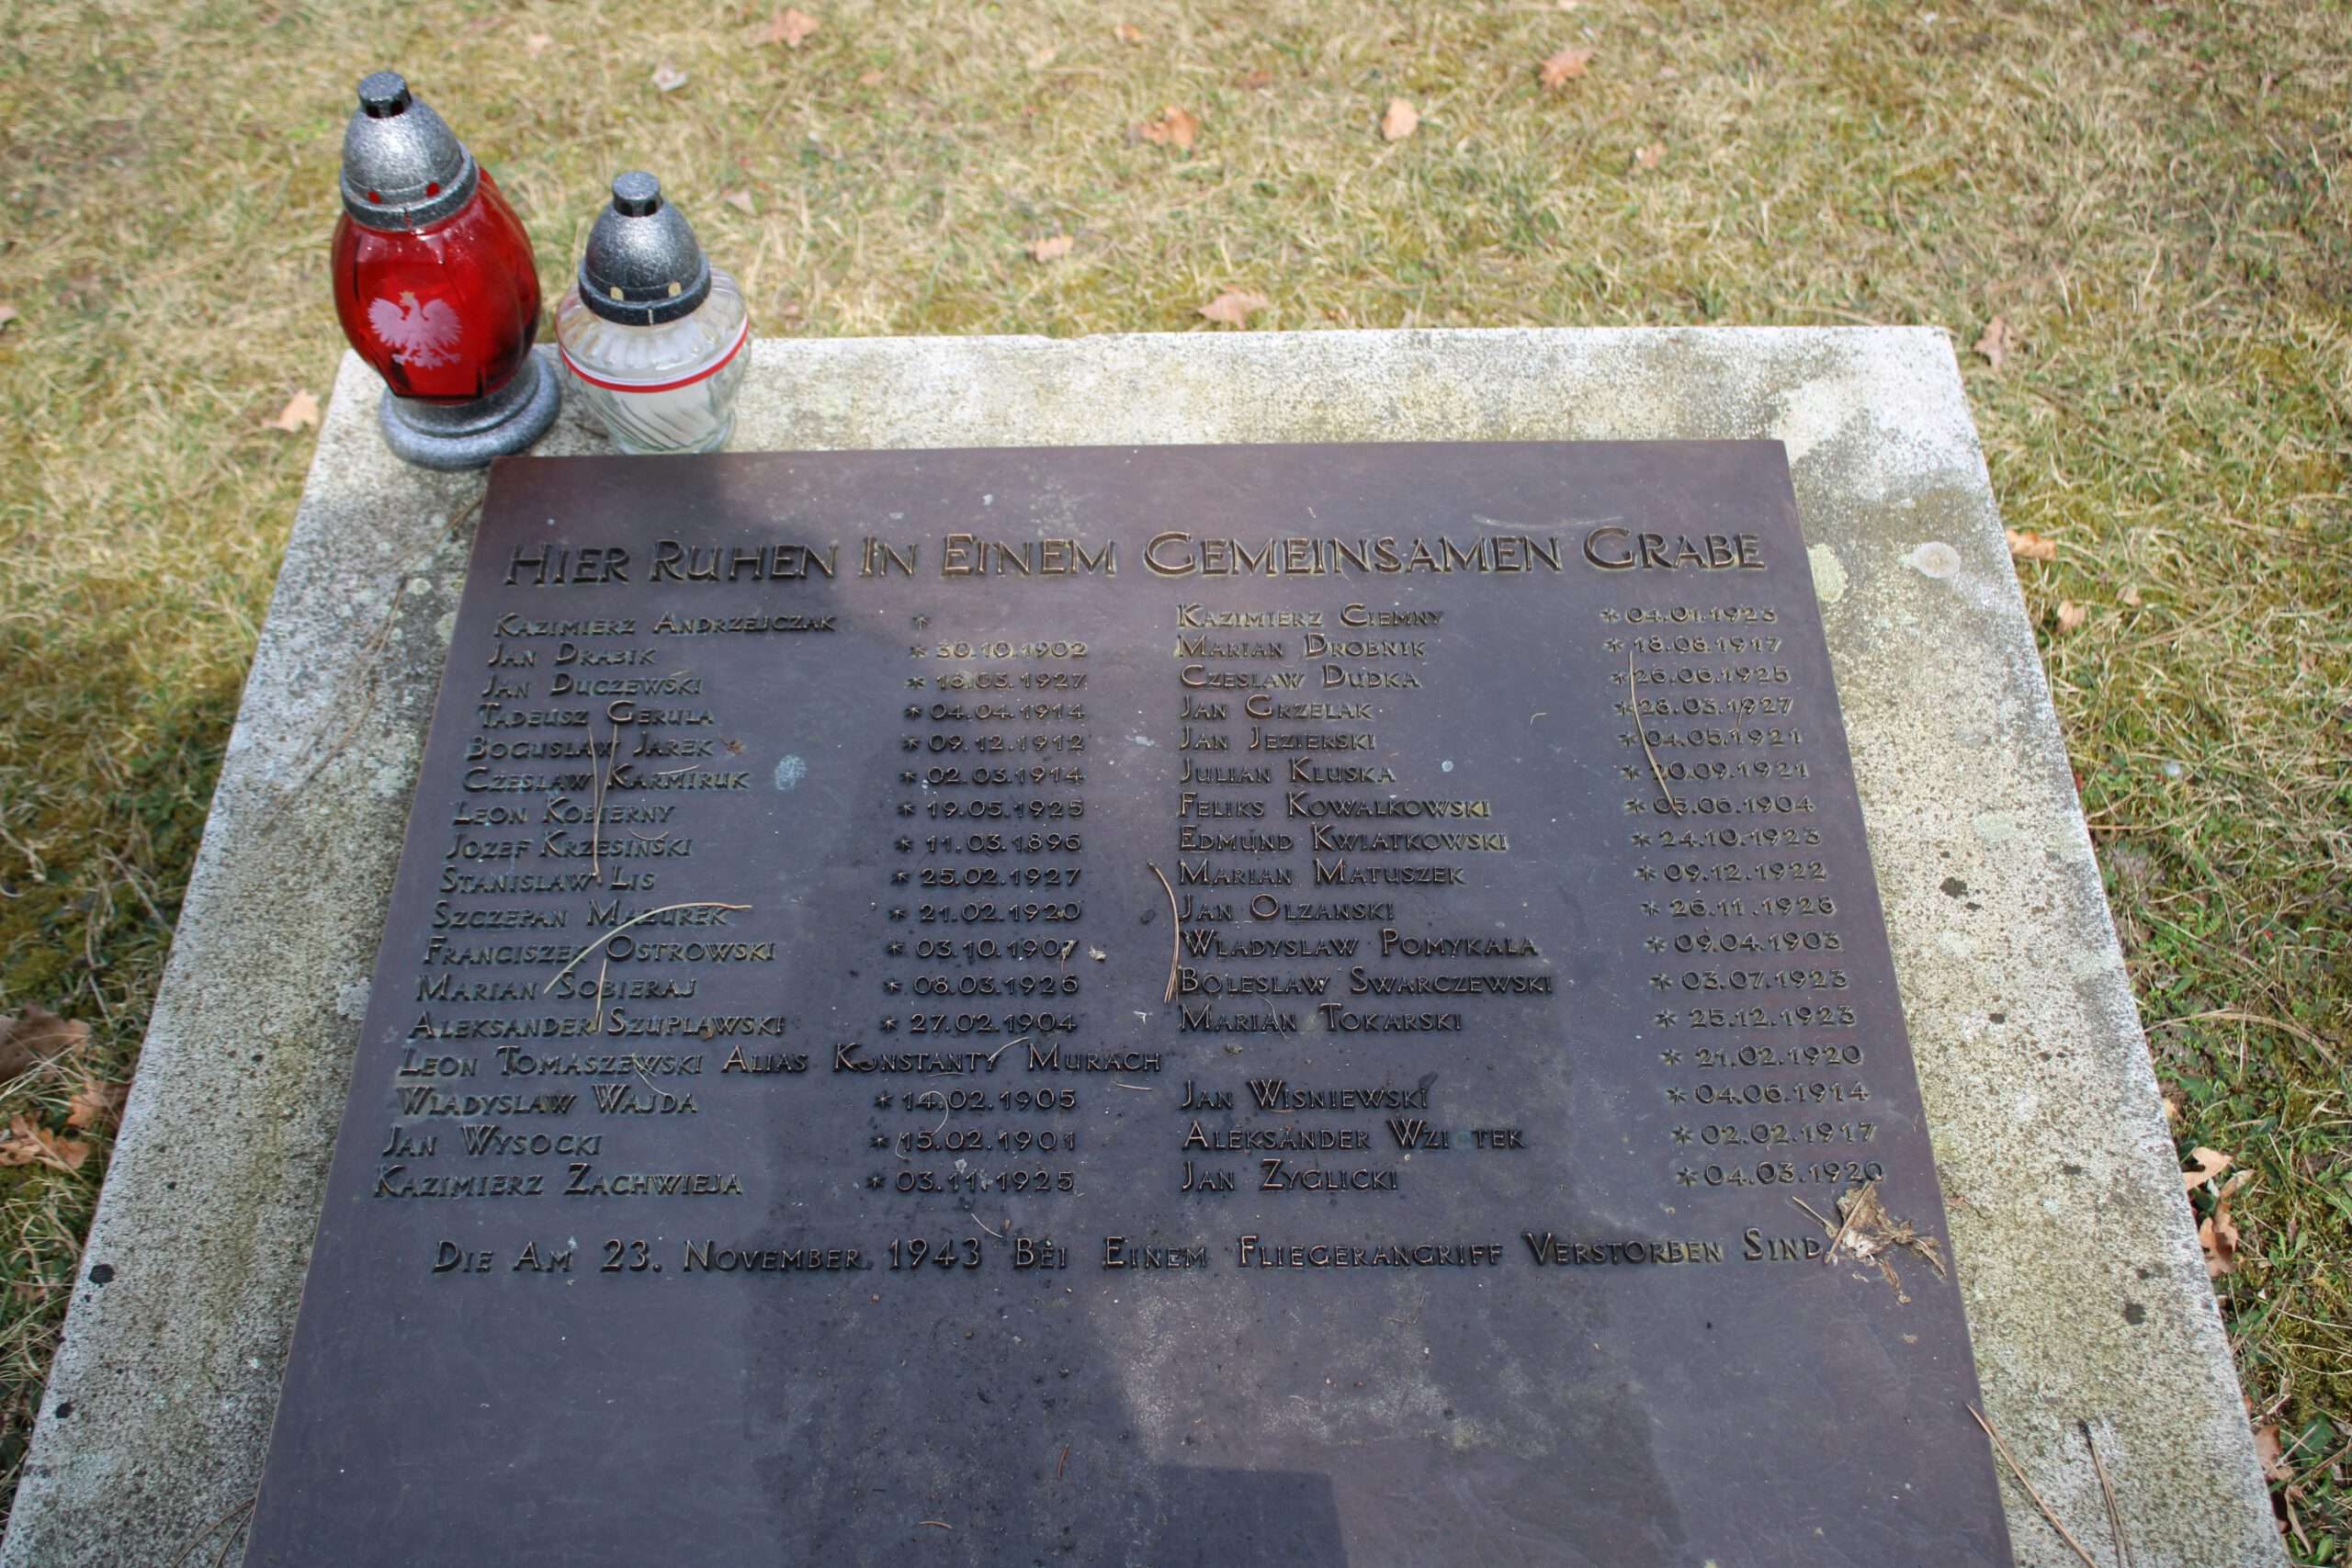 HIER RUHEN IN EINEM GEMEINSAMEN GRABE
KAZIMIERZ ANDRZEJCZAK * KAZIMIERZ CIEMNY * 04.01.1923
JAN DRABIK * 30.10.1902 MARIAN DROBNIK * 18.08.1917
JAN DUCZEWSKI * 18.03.1927 CZESLAW DUDKA * 26.06.1925
TADEUSZ GERULA * 04.04.1914 JAN GRZELAK * 28.03.1927
BOGUSLAW JAREK * 09.12.1912 JAN JEZIERSKI * 04.05.1921
CZESLAW KARMIRUK * 02.03.1914 JULIAN KLUSKA * 20.09.1921
LEON KOBIERNY * 19.05.1925 FELIKS KOWALKOWSKI * 05.06.1904
JOZEF KRZESIŃSKI * 11.03.1896 EDMUND KWIATKOWSKI * 24.10.1923
STANISLAW LIS * 25.02.1927 MARIAN MATUSZEK * 09.12.1922
SZCZEPAN MAZUREK * 21.02.1920 JAN OLZANSKI * 26.11.1925
FRANCISZEK OSTROWSKI * 03.10.1907 WLADYSLAW POMYKALA * 09.04.1903
MARIAN SOBIERAJ * 08.03.1926 BOLESLAW SWARCZEWSKI * 03.07.1923
ALEKSANDER SZUPLAWSKI * 27.02.1904 MARIAN TOKARSKI * 25.12.1923
LEON TOMASZEWSKI ALIAS KONSTANTY MURACH * 21.02.1920
WLADYSLAW WAJDA * 14.02.1905 JAN WISNIEWSKI * 04.06.1914
JAN WYSOCKI * 15.02.1901 ALEKSANDER * 02.02.1917
KAZIMIERZ ZACHWIEJA * 03.11.1925 JAN ZYGLICKI * 04.03.1920
DIE AM 23. NOVEMBER 1943 BEI EINEM FLIEGERANGRIFF VERSTORBEN SIND